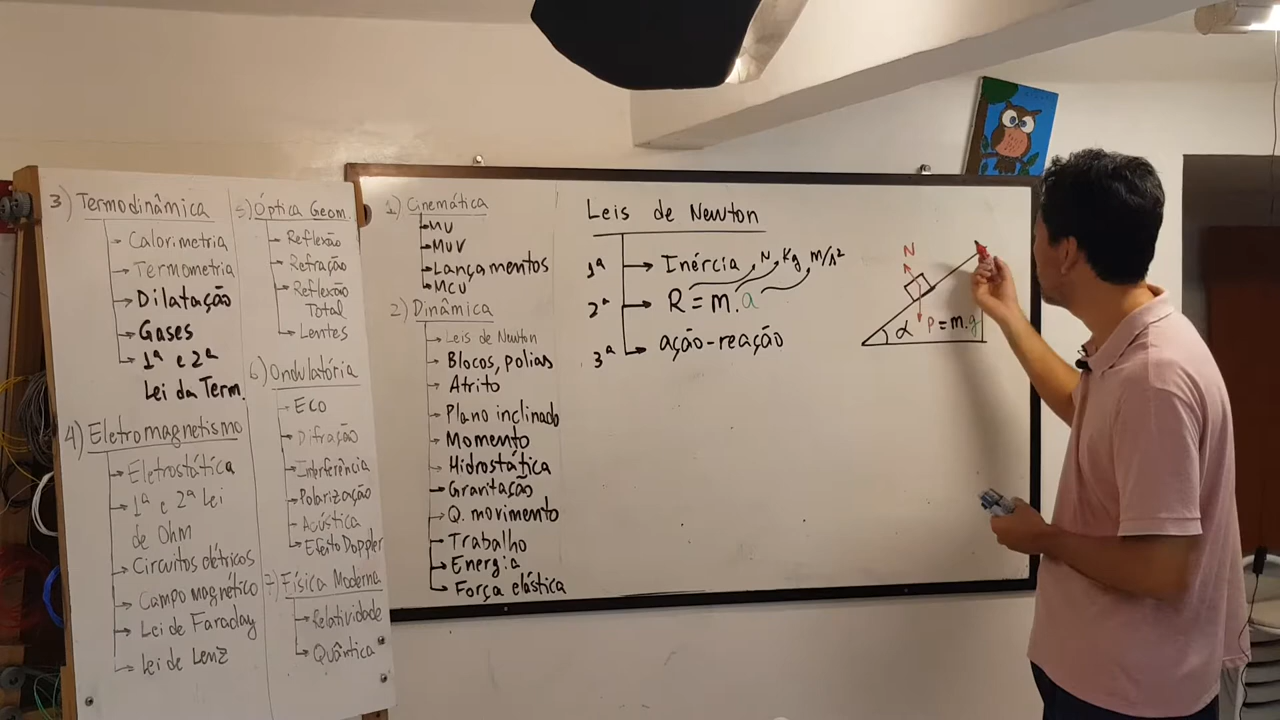 3) Termodinâmica
Calorimetria
Termometria
Dilatação
Gases
1ª e 2ª
Lei da Term.
4) Eletromagnetismo
Eletrostática
1ª e 2ª Lei
de Ohm
Circuitos elétricos
Campo magnético
Lei de Faraday
Lei de Lenz
5) Óptica Geom.
Reflexão
Refração
Reflexão
Total
Lentes
6) Ondulatória
Eco
Difração
Interferência
Polarização
Acústica
Efeito Doppler
7) Física Moderna
Relatividade
Quântica
1) Cinemática
MU
MUV
Lançamentos
MCU
2) Dinâmica
Leis de Newton
Blocos, polias
Atrito
Plano inclinado
Momento
Hidrostática
Gravitação
Q. movimento
Trabalho
Energia
Força elástica
Leis de Newton
1ª Inércia N Kg m/s²
2ª R = m.a
3ª ação-reação
N
α P = m.g